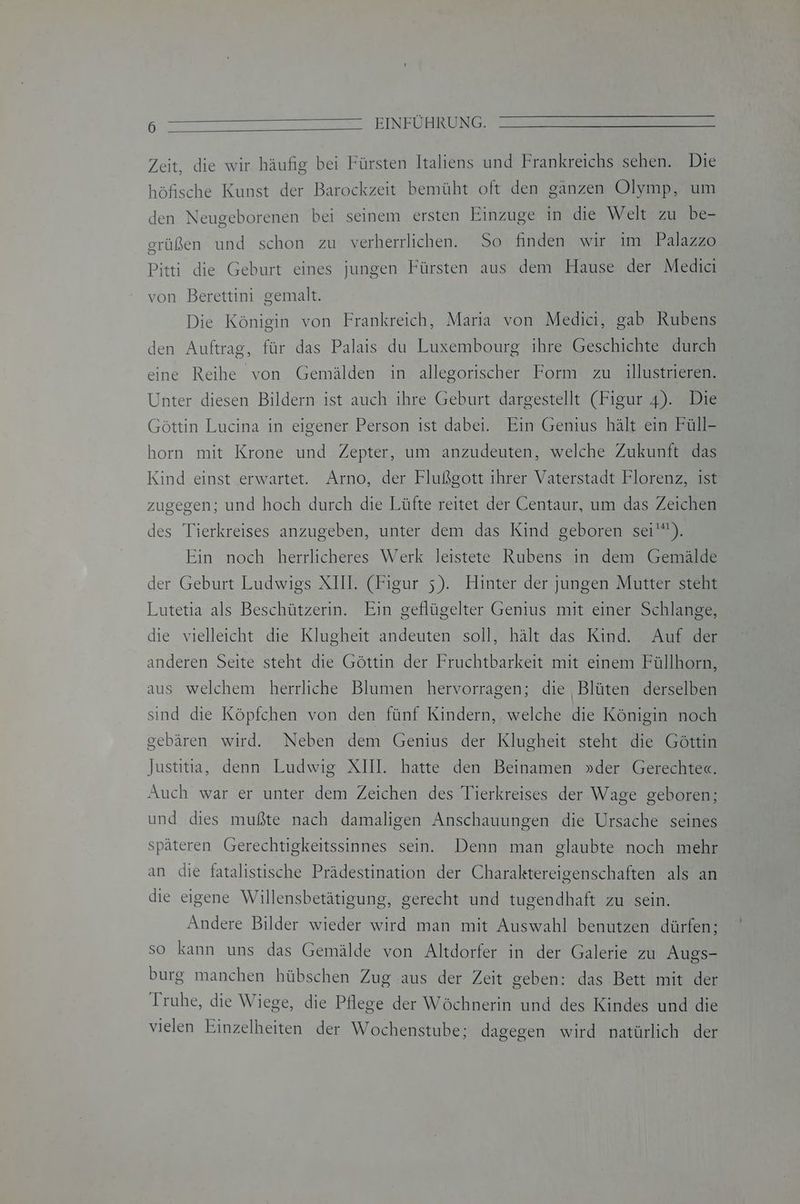 6 EINFÜHRUNG.
Zeit, die wir häufig bei Fürsten Italiens und Frankreichs sehen. Die
höfische Kunst der Barockzeit bemüht oft den ganzen Olymp, um
den Neugeborenen bei seinem ersten Einzuge in die Welt zu be-
grüßen und schon zu verherrlichen. So finden wir im Palazzo
Pitti die Geburt eines jungen Fürsten aus dem Hause der Medici
von Berettini gemalt.
Die Königin von Frankreich, Maria von Medici, gab Rubens
den Auftrag, für das Palais du Luxembourg ihre Geschichte durch
eine Reihe von Gemälden in allegorischer Form zu illustrieren.
Unter diesen Bildern ist auch ihre Geburt dargestellt (Figur 4). Die
Göttin Lucina in eigener Person ist dabei. Ein Genius hält ein Füll-
horn mit Krone und Zepter, um anzudeuten, welche Zukunft das
Kind einst erwartet. Arno, der Flußgott ihrer Vaterstadt Florenz, ist
zugegen; und hoch durch die Lüfte reitet der Centaur, um das Zeichen
des Tierkreises anzugeben, unter dem das Kind geboren sei¹⁴¹).
Ein noch herrlicheres Werk leistete Rubens in dem Gemälde
der Geburt Ludwigs XIII. (Figur 5). Hinter der jungen Mutter steht
Lutetia als Beschützerin. Ein geflügelter Genius mit einer Schlange,
die vielleicht die Klugheit andeuten soll, hält das Kind. Auf der
anderen Seite steht die Göttin der Fruchtbarkeit mit einem Füllhorn,
aus welchem herrliche Blumen hervorragen; die Blüten derselben
sind die Köpfchen von den fünf Kindern, welche die Königin noch
gebären wird. Neben dem Genius der Klugheit steht die Göttin
Justitia, denn Ludwig XIII. hatte den Beinamen »der Gerechte«.
Auch war er unter dem Zeichen des Tierkreises der Wage geboren;
und dies mußte nach damaligen Anschauungen die Ursache seines
späteren Gerechtigkeitssinnes sein. Denn man glaubte noch mehr
an die fatalistische Prädestination der Charaktereigenschaften als an
die eigene Willensbetätigung, gerecht und tugendhaft zu sein.
Andere Bilder wieder wird man mit Auswahl benutzen dürfen;
so kann uns das Gemälde von Altdorfer in der Galerie zu Augs-
burg manchen hübschen Zug aus der Zeit geben: das Bett mit der
Truhe, die Wiege, die Pflege der Wöchnerin und des Kindes und die
vielen Einzelheiten der Wochenstube; dagegen wird natürlich der